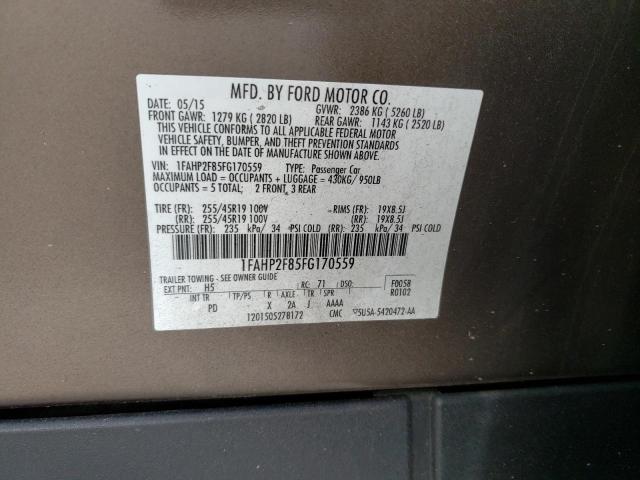 MFD. BY FORD MOTOR CO.
DATE: 05/15 GVWR: 2386 KG ( 5260 LB)
FRONT GAWR: 1279 KG ( 2820 LB) REAR GAWR: 1143 KG ( 2520 LB)
THIS VEHICLE CONFORMS TO ALL APPLICABLE FEDERAL MOTOR
VEHICLE SAFETY, BUMPER, AND THEFT PREVENTION STANDARDS
IN EFFECT ON THE DATE OF MANUFACTURE SHOWN ABOVE.
VIN: 1FAHP2F85FG170559 TYPE: Passenger Car
MAXIMUM LOAD = OCCUPANTS + LUGGAGE = 430KG/ 950LB
OCCUPANTS = 5 TOTAL; 2 FRONT, 3 REAR
TIRE (FR): 255/45R19 100V RIMS (FR): 19X8.5J
(RR): 255/45R19 100V (RR): 19X8.5J
PRESSURE (FR): 235 kPa/ 34 PSI COLD (RR): 235 kPa/ 34 PSI COLD
1FAHP2F85FG170559
TRAILER TOWING - SEE OWNER GUIDE
EXT PNT: H5 RC: 71 DSO: F0058
INT TR TP/PS R AXLE TR SPR R0102
PD X 2A J AAAA
1201505278172 CMC 5U5A-5420472-AA